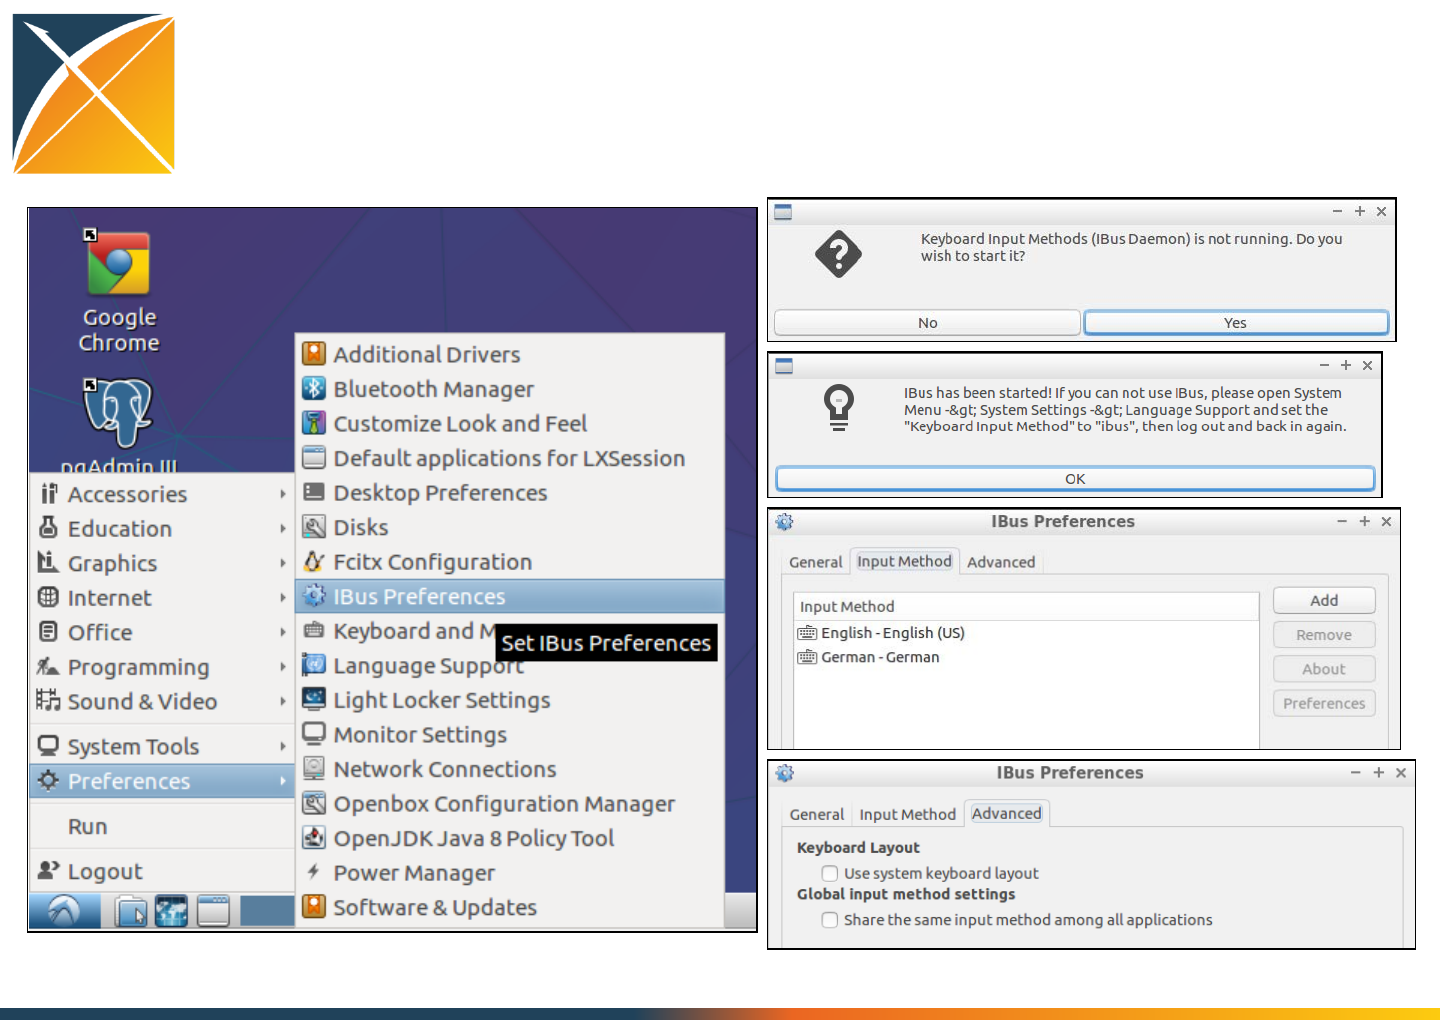 Google
Chrome
pgAdmin III
Accessories
Education
Graphics
Internet
Office
Programming
Sound & Video
System Tools
Preferences
Run
Logout
Additional Drivers
Bluetooth Manager
Customize Look and Feel
Default applications for LXSession
Desktop Preferences
Disks
Fcitx Configuration
IBus Preferences
Keyboard and M
Set IBus Preferences
Language Support
Light Locker Settings
Monitor Settings
Network Connections
Openbox Configuration Manager
OpenJDK Java 8 Policy Tool
Power Manager
Software & Updates
Keyboard Input Methods (IBus Daemon) is not running. Do you
wish to start it?
No Yes
IBus has been started! If you can not use IBus, please open System
Menu -&gt; System Settings -&gt; Language Support and set the
"Keyboard Input Method" to "ibus", then log out and back in again.
OK
IBus Preferences
General Input Method Advanced
Input Method
English - English (US)
German - German
Add
Remove
About
Preferences
IBus Preferences
General Input Method Advanced
Keyboard Layout
Use system keyboard layout
Global input method settings
Share the same input method among all applications